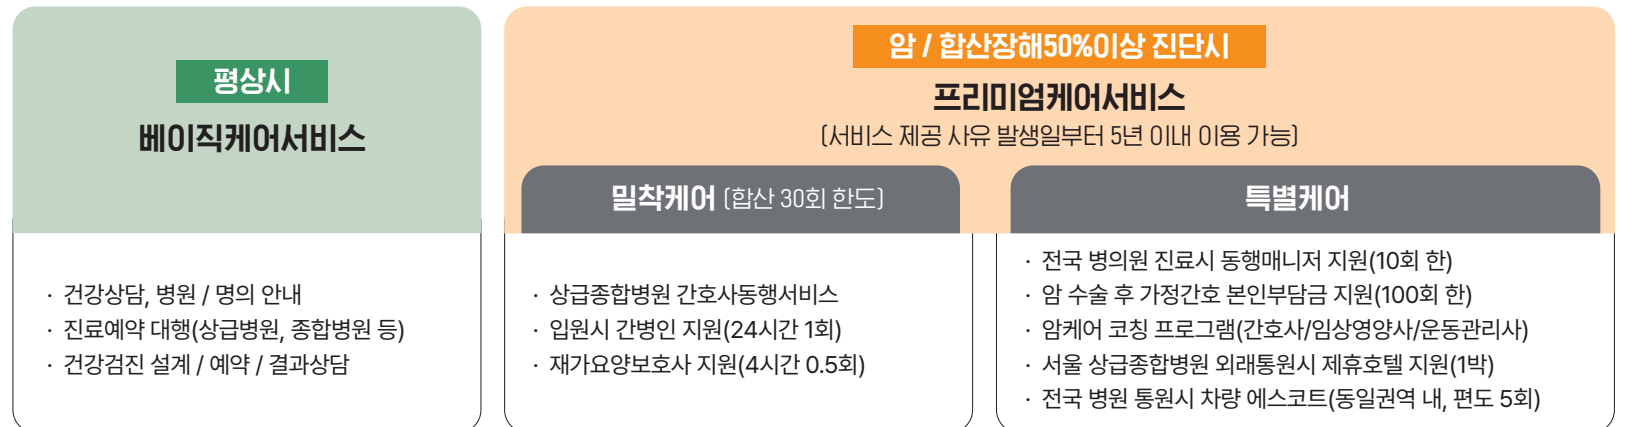 평상시
베이직케어서비스
· 건강상담, 병원 / 명의 안내
· 진료예약 대행(상급병원, 종합병원 등)
· 건강검진 설계 / 예약 / 결과상담
암 / 합산장해50%이상 진단시
프리미엄케어서비스
(서비스 제공 사유 발생일부터 5년 이내 이용 가능)
밀착케어 (합산 30회 한도)
· 상급종합병원 간호사동행서비스
· 입원시 간병인 지원(24시간 1회)
· 재가요양보호사 지원(4시간 0.5회)
특별케어
· 전국 병의원 진료시 동행매니저 지원(10회 한)
· 암 수술 후 가정간호 본인부담금 지원(100회 한)
· 암케어 코칭 프로그램(간호사/임상영양사/운동관리사)
· 서울 상급종합병원 외래통원시 제휴호텔 지원(1박)
· 전국 병원 통원시 차량 에스코트(동일권역 내, 편도 5회)